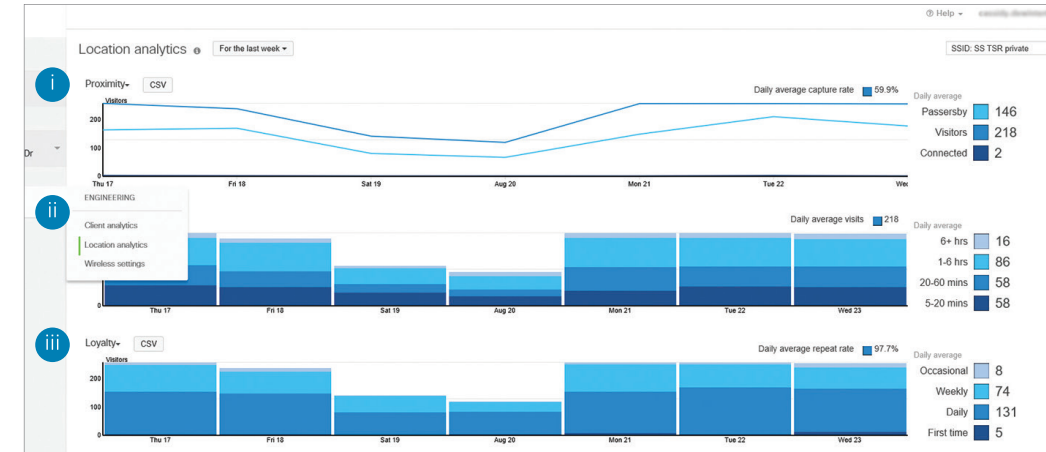 Help
Location analytics
For the last week
SSID: SS TSR private
i
Proximity
CSV
Daily average capture rate 59.9%
Daily average
Passersby 146
Visitors 218
Connected 2
Visitors
200
100
Thu 17 Fri 18 Sat 19 Aug 20 Mon 21 Tue 22 Wed
Dr
ii
ENGINEERING
Client analytics
Location analytics
Wireless settings
Daily average visits 218
Daily average
6+ hrs 16
1-6 hrs 86
20-60 mins 58
5-20 mins 58
0
Thu 17 Fri 18 Sat 19 Aug 20 Mon 21 Tue 22 Wed 23
iii
Loyalty
CSV
Daily average repeat rate 97.7%
Daily average
Occasional 8
Weekly 74
Daily 131
First time 5
Visitors
200
100
0
Thu 17 Fri 18 Sat 19 Aug 20 Mon 21 Tue 22 Wed 23